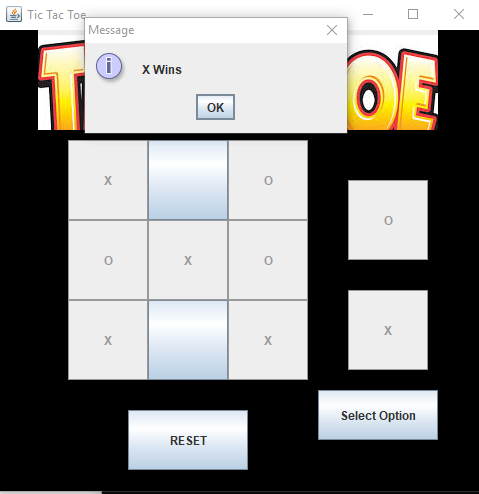 Tic Tac Toe
Message
X Wins
OK
T OE
X O
O
O X O
X X
X
Select Option
RESET